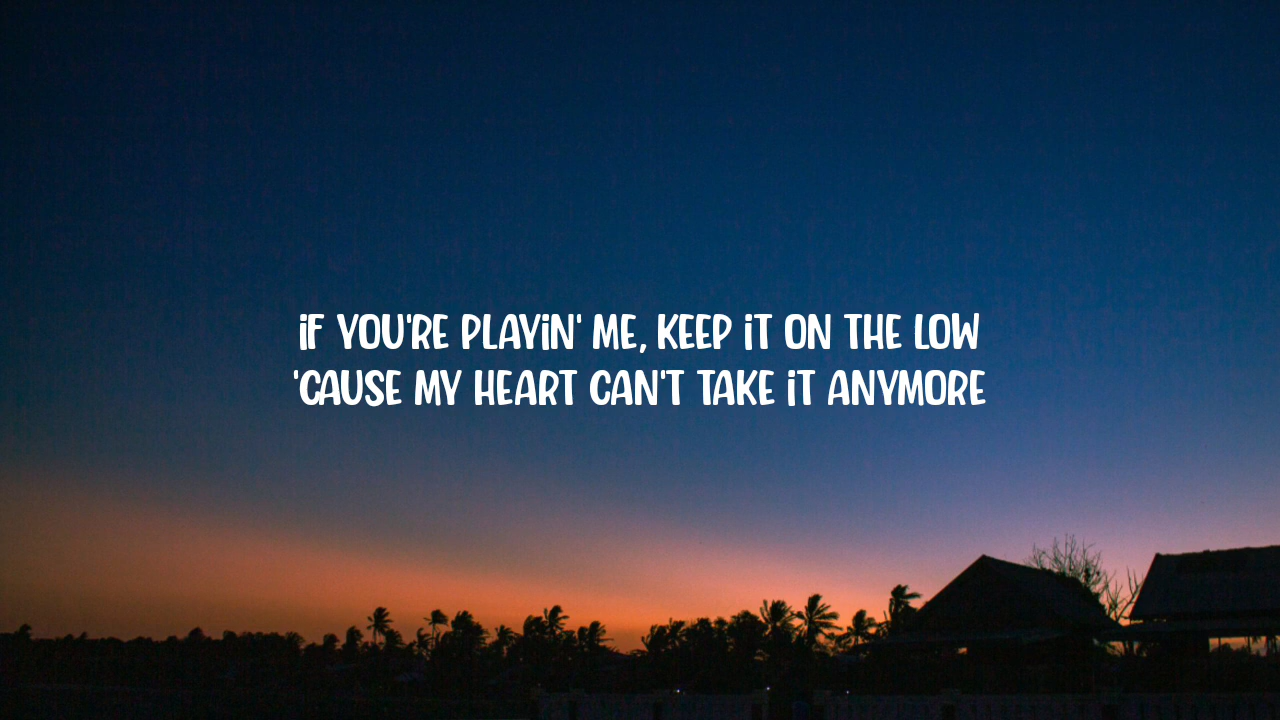 iF YOU'RE PLAYiN' ME, KEEP iT ON THE LOW
'CAUSE MY HEART CAN'T TAKE iT ANYMORE